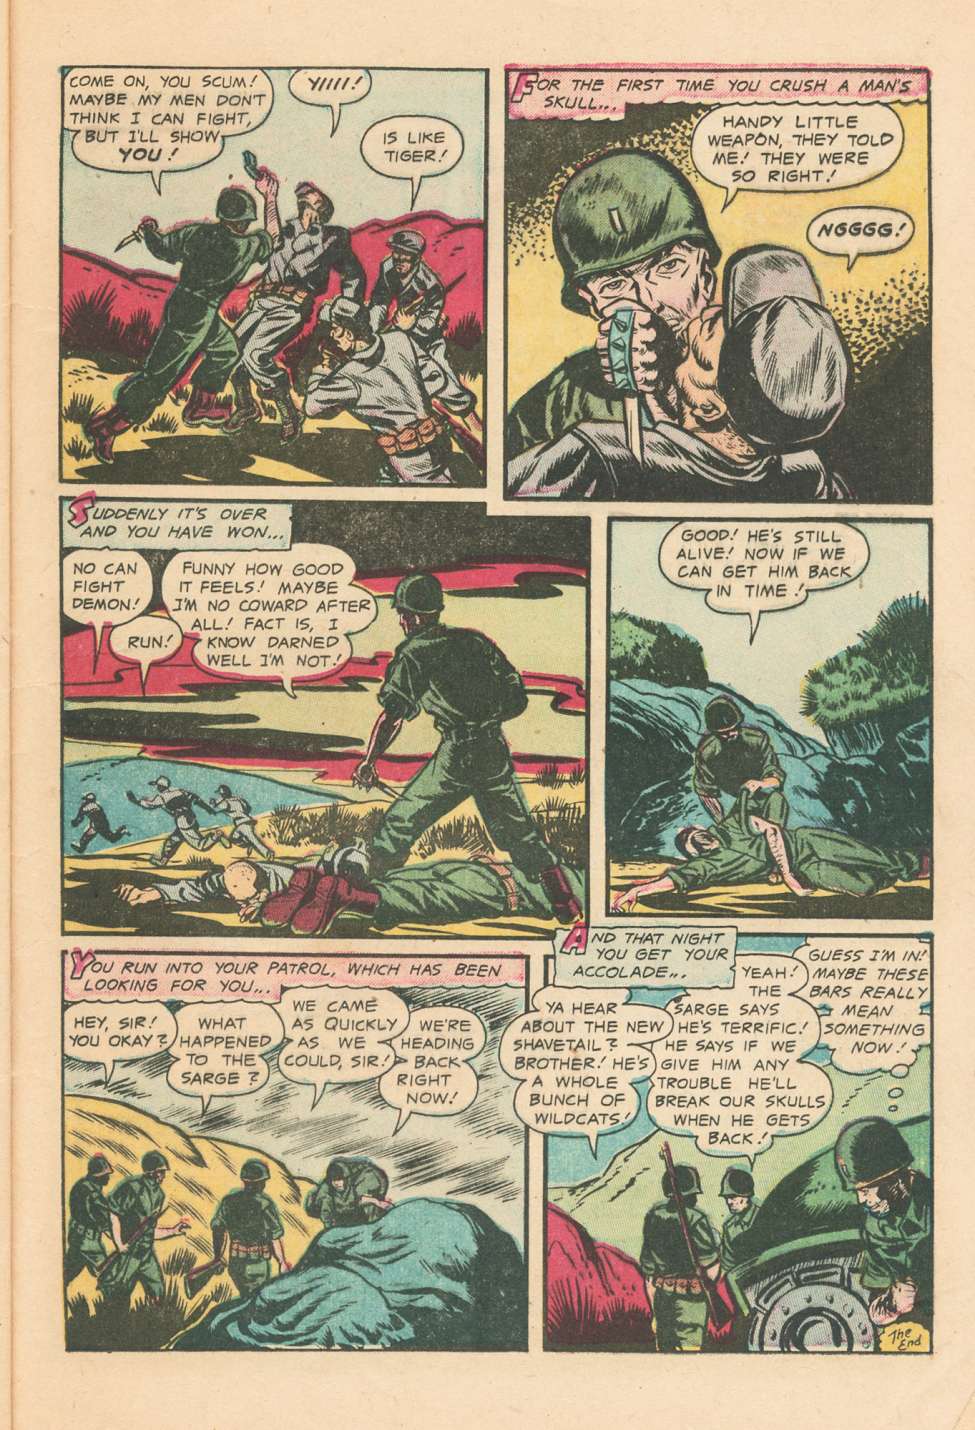 COME ON, YOU SCUM!
MAYBE MY MEN DON'T
THINK I CAN FIGHT,
BUT I'LL SHOW
YOU!
YIIII!
IS LIKE
TIGER!
FOR THE FIRST TIME YOU CRUSH A MAN'S
SKULL...
HANDY LITTLE
WEAPON, THEY TOLD
ME! THEY WERE
SO RIGHT!
NGGGG!
SUDDENLY IT'S OVER
AND YOU HAVE WON...
NO CAN
FIGHT
DEMON!
RUN!
FUNNY HOW GOOD
IT FEELS! MAYBE
I'M NO COWARD AFTER
ALL! FACT IS, I
KNOW DARNED
WELL I'M NOT!
GOOD! HE'S STILL
ALIVE! NOW IF WE
CAN GET HIM BACK
IN TIME!
YOU RUN INTO YOUR PATROL, WHICH HAS BEEN
LOOKING FOR YOU...
HEY, SIR!
YOU OKAY?
WHAT
HAPPENED
TO THE
SARGE?
WE CAME
AS QUICKLY
AS WE
COULD, SIR!
WE'RE
HEADING
BACK
RIGHT
NOW!
AND THAT NIGHT
YOU GET YOUR
ACCOLADE...
YA HEAR
ABOUT THE NEW
SHAVETAIL?
BROTHER! HE'S
A WHOLE
BUNCH OF
WILDCATS!
YEAH!
THE
SARGE SAYS
HE'S TERRIFIC!
HE SAYS IF WE
GIVE HIM ANY
TROUBLE HE'LL
BREAK OUR SKULLS
WHEN HE GETS
BACK!
GUESS I'M IN!
MAYBE THESE
BARS REALLY
MEAN
SOMETHING
NOW!
The
End